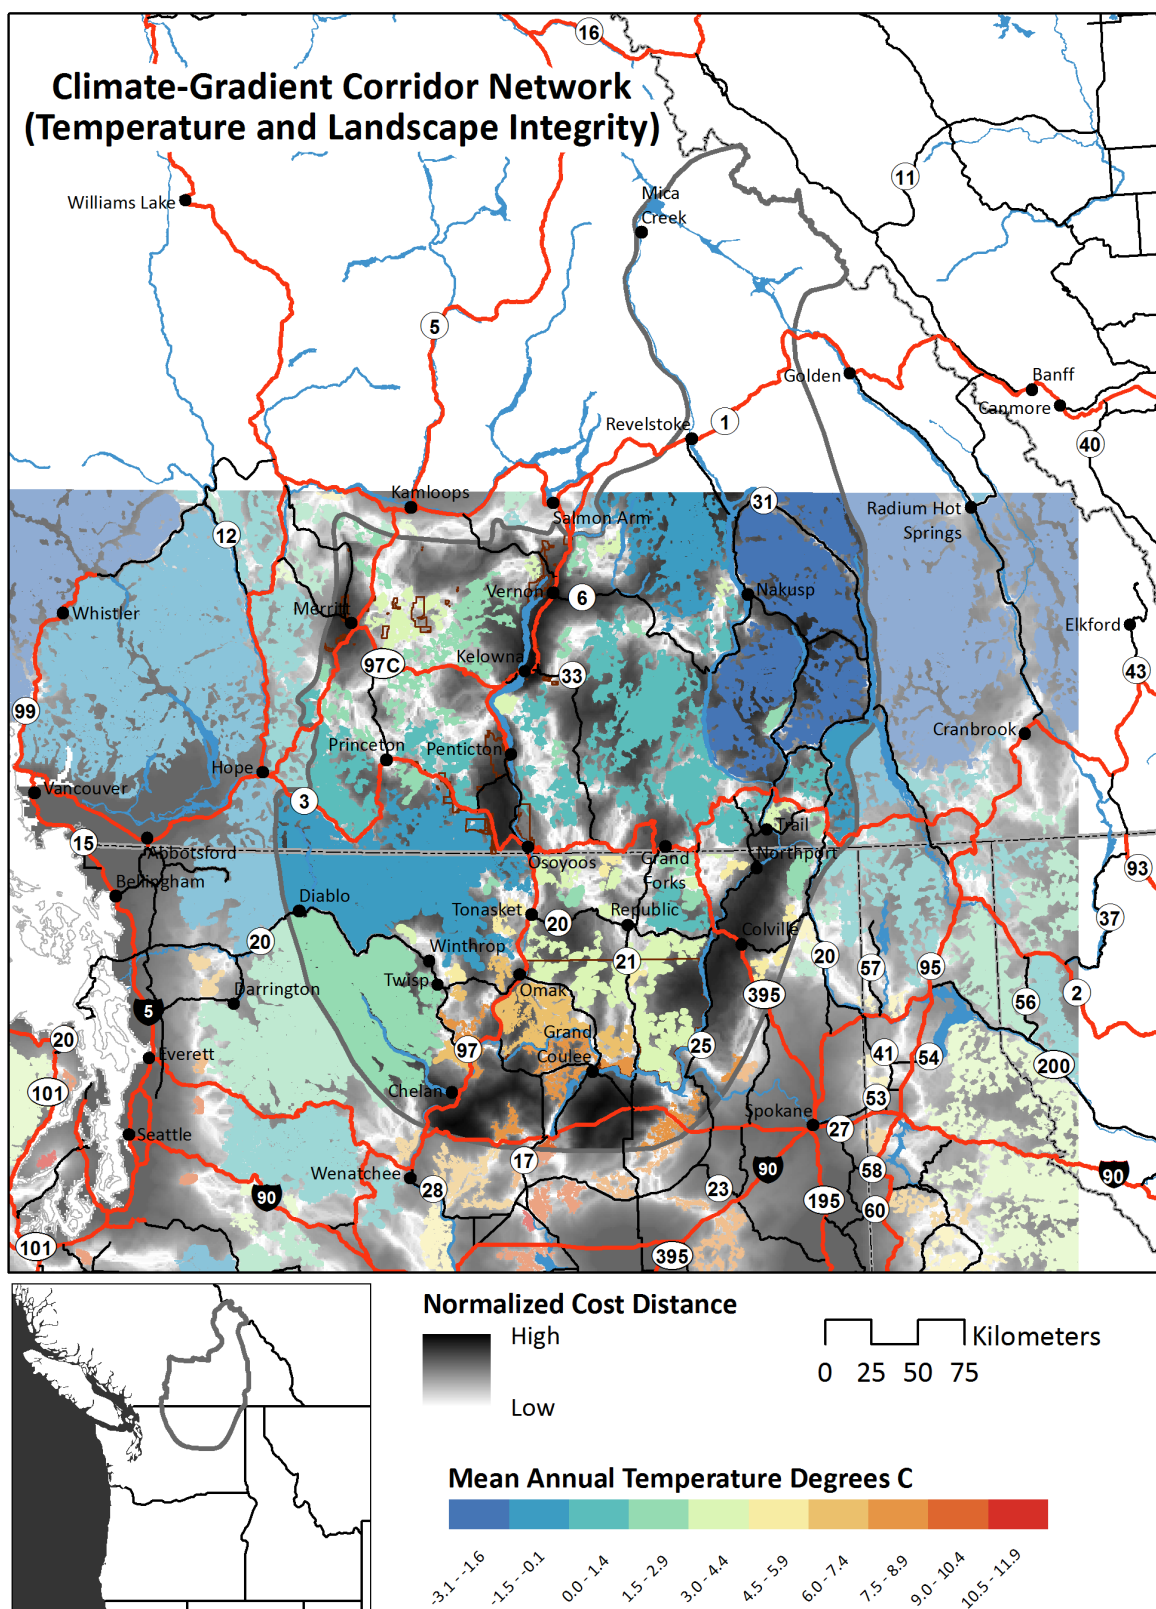 16
Climate-Gradient Corridor Network
(Temperature and Landscape Integrity)
11
Mica
Creek
Williams Lake
5
Golden
Banff
Canmore
Revelstoke
1
40
Kamloops
Salmon Arm
31
Radium Hot
Springs
12
Whistler
Merritt
Vernon
6
Nakusp
Elkford
97C
Kelowna
33
43
99
Princeton
Penticton
Cranbrook
Hope
Vancouver
3
15
Abbotsford
Trail
Osoyoos
Grand
Forks
Northport
93
Bellingham
Diablo
Tonasket
20
Republic
37
20
Winthrop
Colville
Twisp
21
20
57
95
Omak
395
56
2
Darrington
5
Grand
Coulee
20
Everett
97
25
41
54
200
101
Chelan
53
Seattle
Spokane
27
Wenatchee
17
90
58
90
28
23
90
195
60
101
395
Normalized Cost Distance
High
Low
Kilometers
0 25 50 75
Mean Annual Temperature Degrees C
-3.1 - -1.6
-1.5 - -0.1
0.0 - 1.4
1.5 - 2.9
3.0 - 4.4
4.5 - 5.9
6.0 - 7.4
7.5 - 8.9
9.0 - 10.4
10.5 - 11.9